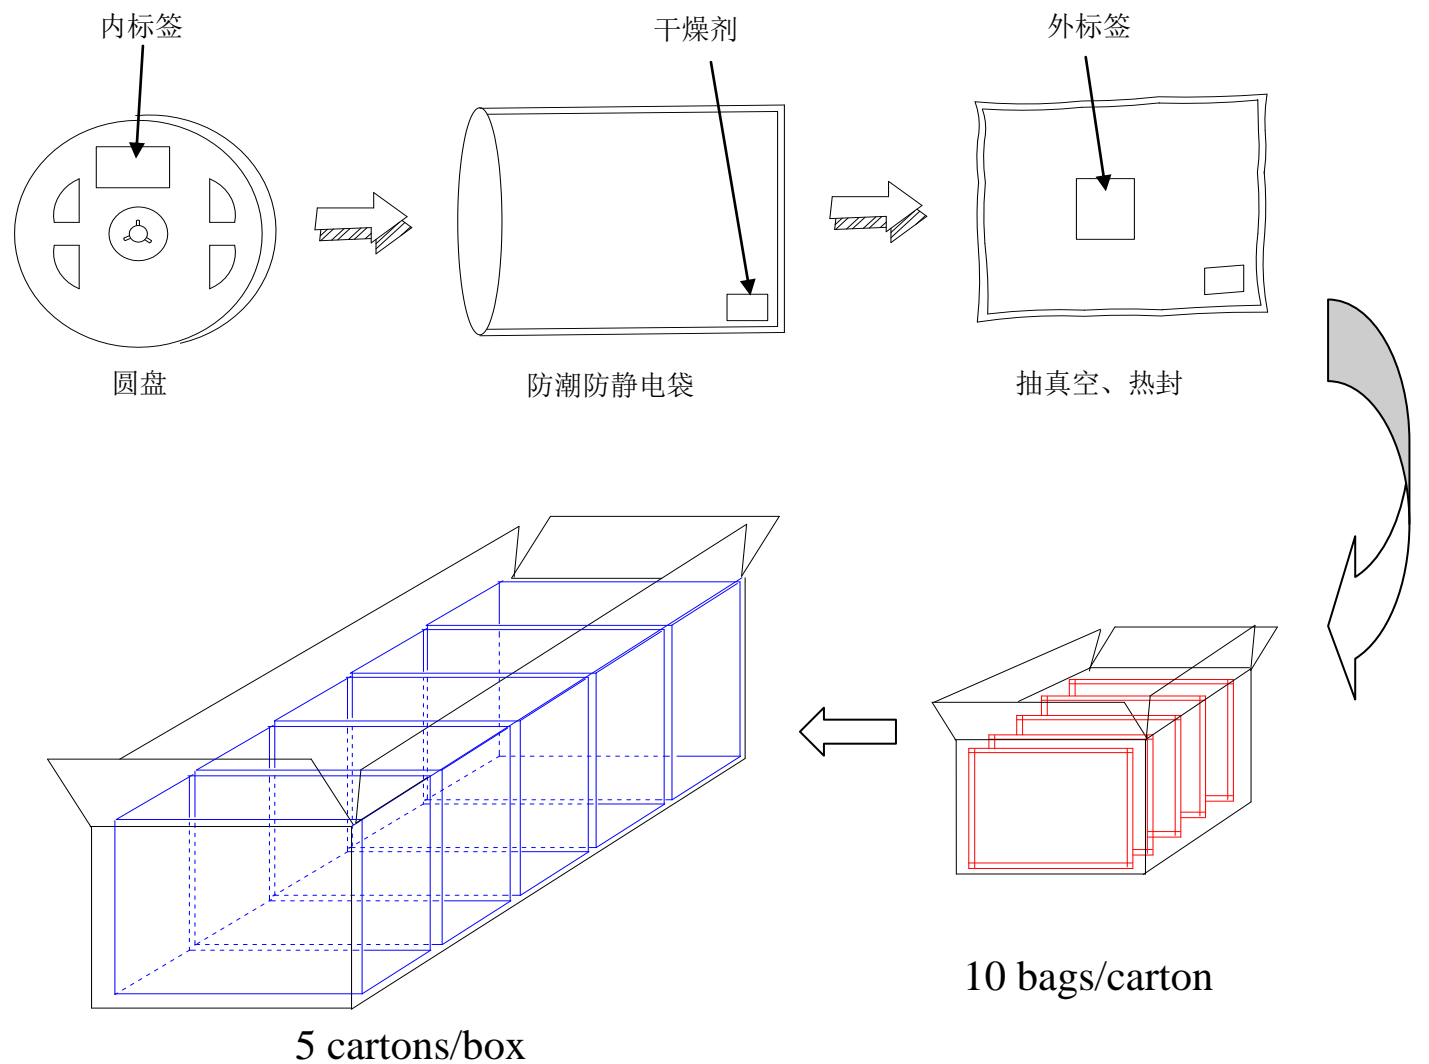 内标签
干燥剂
外标签
圆盘
防潮防静电袋
抽真空、热封
10 bags/carton
5 cartons/box